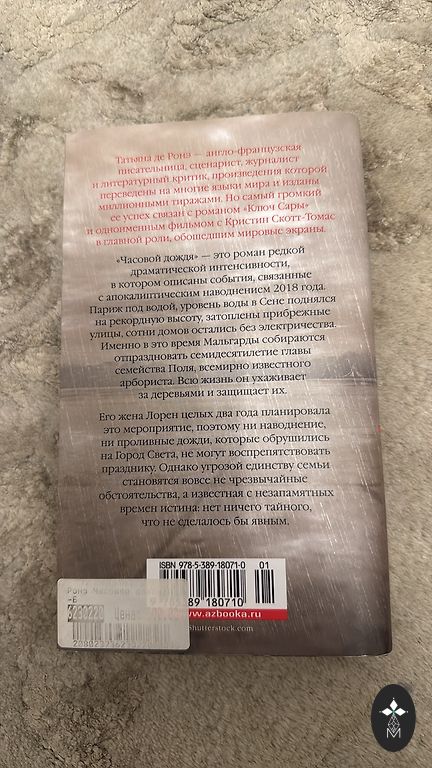 Татьяна де Ронэ — англо-французская
писательница, сценарист, журналист
и литературный критик, произведения которой
переведены на многие языки мира и изданы
миллионными тиражами. Но самый громкий
ее успех связан с романом «Ключ Сары»
и одноименным фильмом с Кристин Скотт-Томас
в главной роли, обошедшим мировые экраны.
«Часовой дождя» — это роман редкой
драматической интенсивности,
в котором описаны события, связанные
с апокалиптическим наводнением 2018 года.
Париж под водой, уровень воды в Сене поднялся
на рекордную высоту, затоплены прибрежные
улицы, сотни домов остались без электричества.
Именно в это время Мальгарды собираются
отпраздновать семидесятилетие главы
семейства Поля, всемирно известного
арбориста. Всю жизнь он ухаживает
за деревьями и защищает их.
Его жена Лорен целых два года планировала
это мероприятие, поэтому ни наводнение,
ни проливные дожди, которые обрушились
на Город Света, не могут воспрепятствовать
празднику. Однако угрозой единству семьи
становятся вовсе не чрезвычайные
обстоятельства, а известная с незапамятных
времен истина: нет ничего тайного,
что не сделалось бы явным.
ISBN 978-5-389-18071-0 01
389 180710
www.azbooka.ru
Shutterstock.com
Ронэ Часовой
-Б
6230220 Цена
M